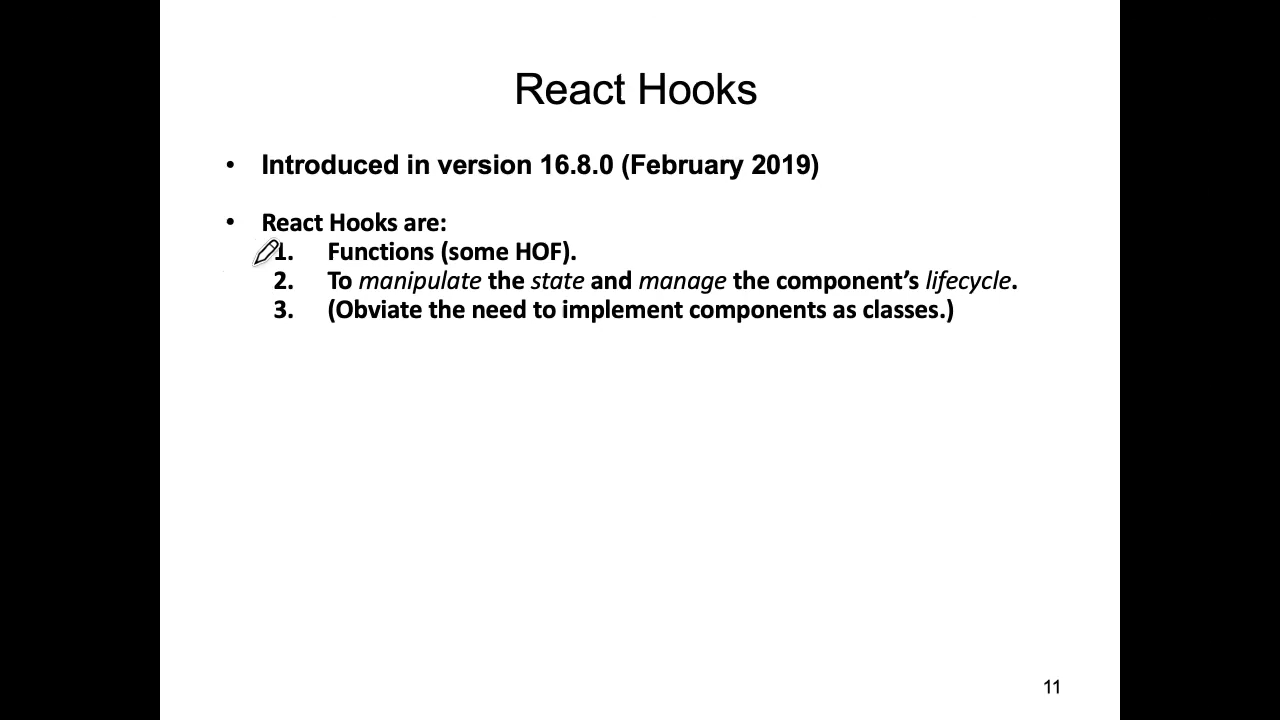 React Hooks
• Introduced in version 16.8.0 (February 2019)
• React Hooks are:
1. Functions (some HOF).
2. To manipulate the state and manage the component’s lifecycle.
3. (Obviate the need to implement components as classes.)
11